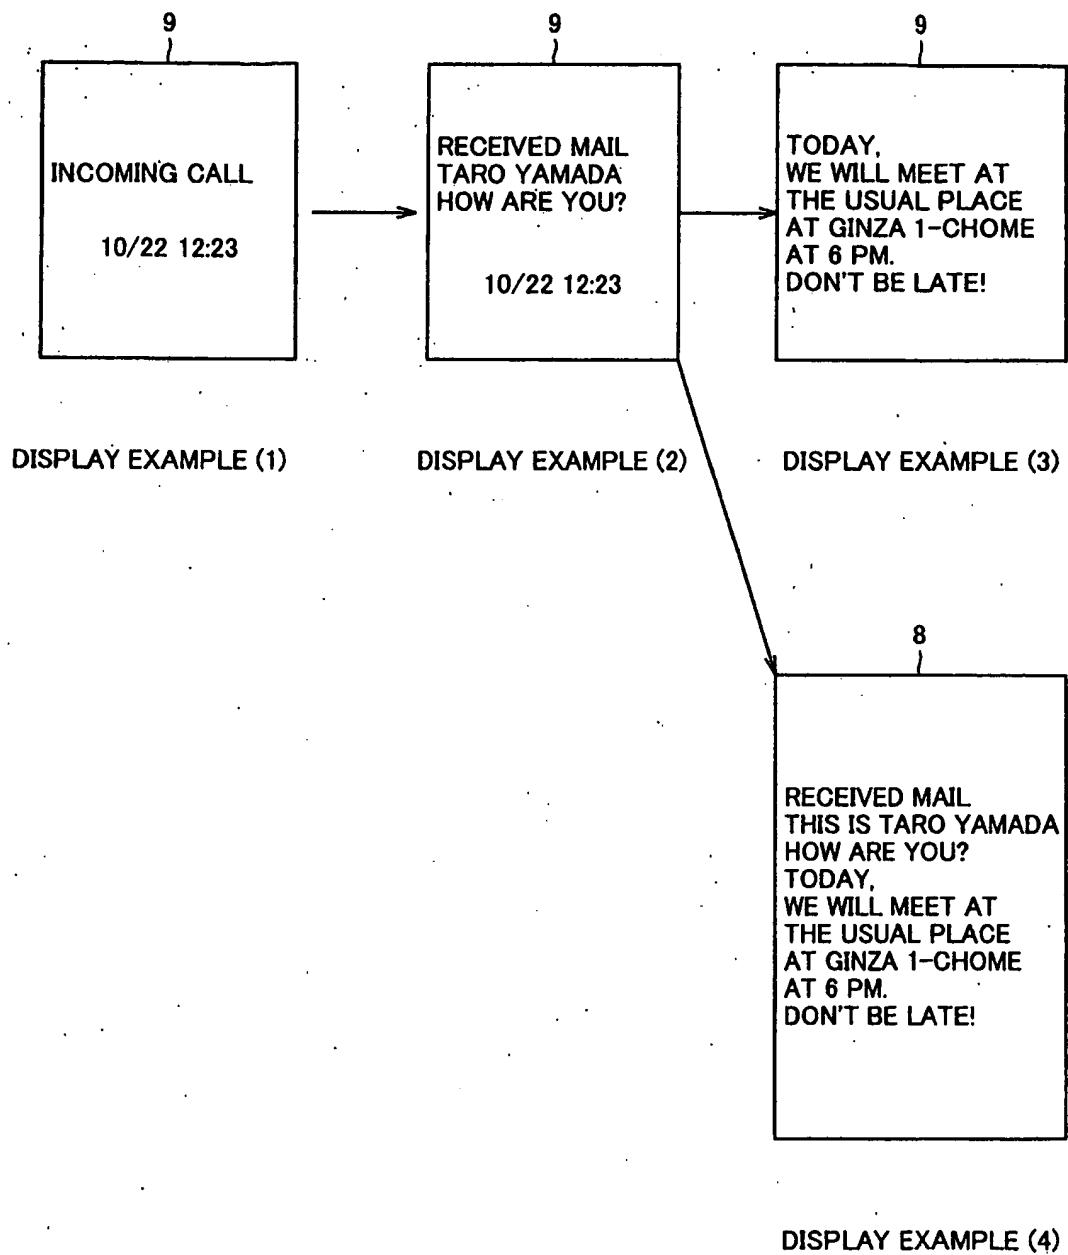 9
INCOMING CALL
10/22 12:23
DISPLAY EXAMPLE (1)
9
RECEIVED MAIL
TARO YAMADA
HOW ARE YOU?
10/22 12:23
DISPLAY EXAMPLE (2)
9
TODAY,
WE WILL MEET AT
THE USUAL PLACE
AT GINZA 1-CHOME
AT 6 PM.
DON'T BE LATE!
DISPLAY EXAMPLE (3)
8
RECEIVED MAIL
THIS IS TARO YAMADA
HOW ARE YOU?
TODAY,
WE WILL MEET AT
THE USUAL PLACE
AT GINZA 1-CHOME
AT 6 PM.
DON'T BE LATE!
DISPLAY EXAMPLE (4)